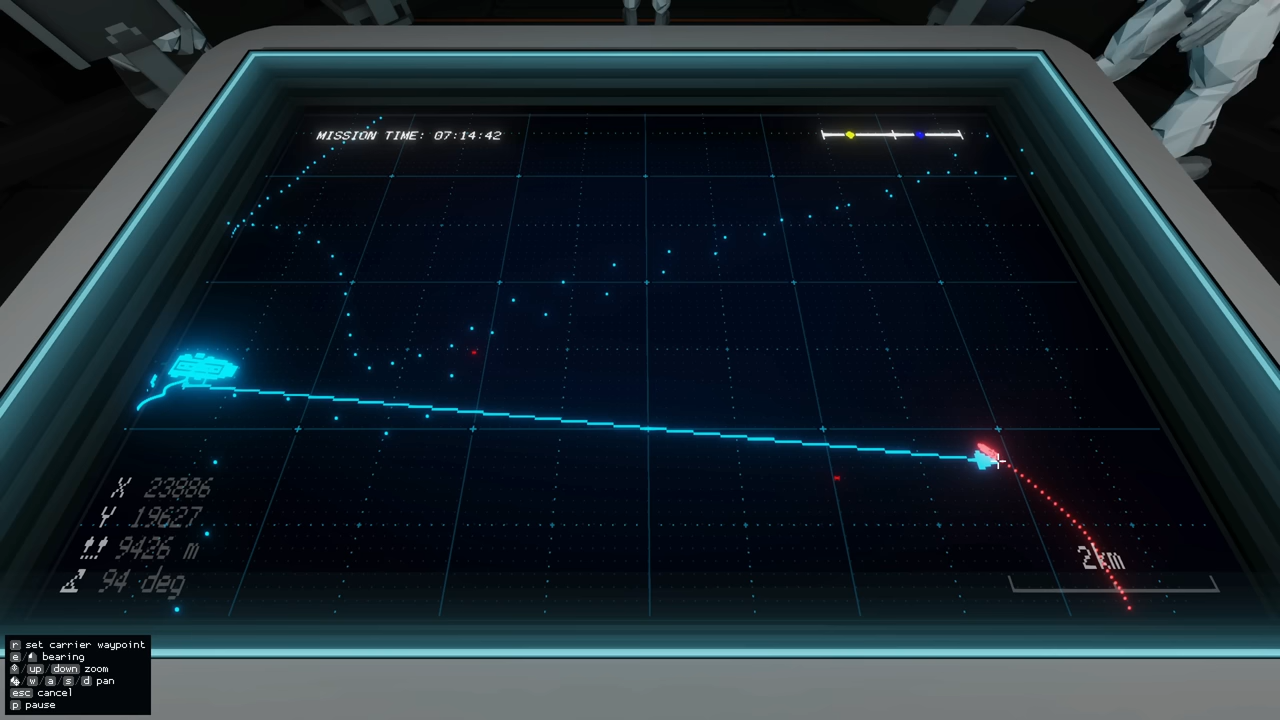 MISSION TIME: 07:14:42
X 23886
Y 19627
9426 m
94 deg
2km
r set carrier waypoint
e / bearing
/ up / down zoom
/ w / a / s / d pan
esc cancel
p pause